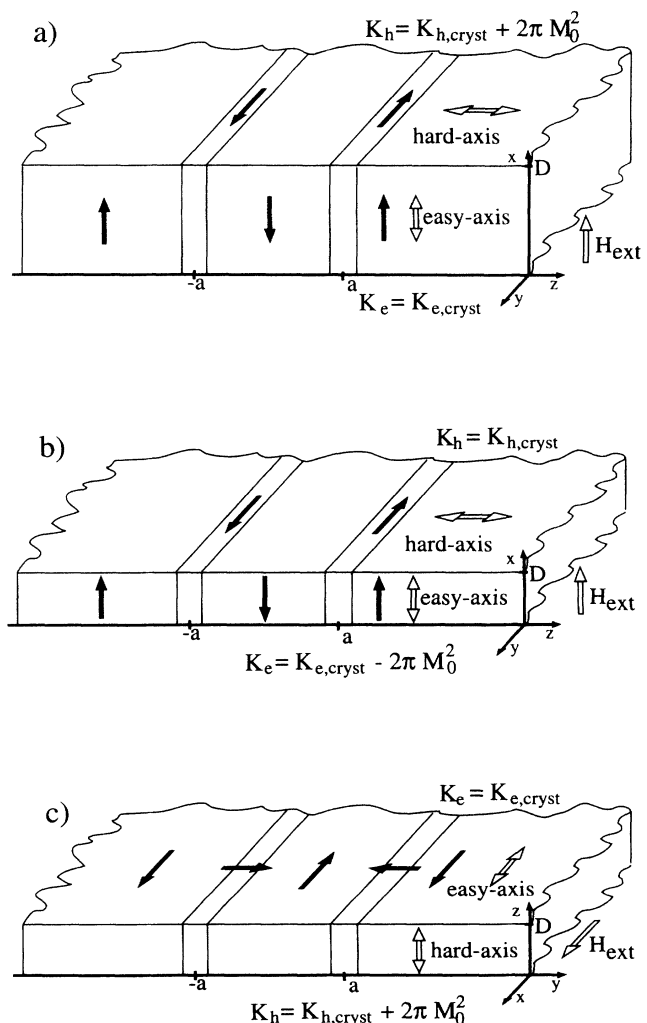 a)
K_h = K_h,cryst + 2π M_0^2
hard-axis
x
D
easy-axis
H_ext
-a
a
z
y
K_e = K_e,cryst
b)
K_h = K_h,cryst
hard-axis
x
D
easy-axis
H_ext
-a
a
z
y
K_e = K_e,cryst - 2π M_0^2
c)
K_e = K_e,cryst
easy-axis
z
D
hard-axis
H_ext
-a
a
y
x
K_h = K_h,cryst + 2π M_0^2